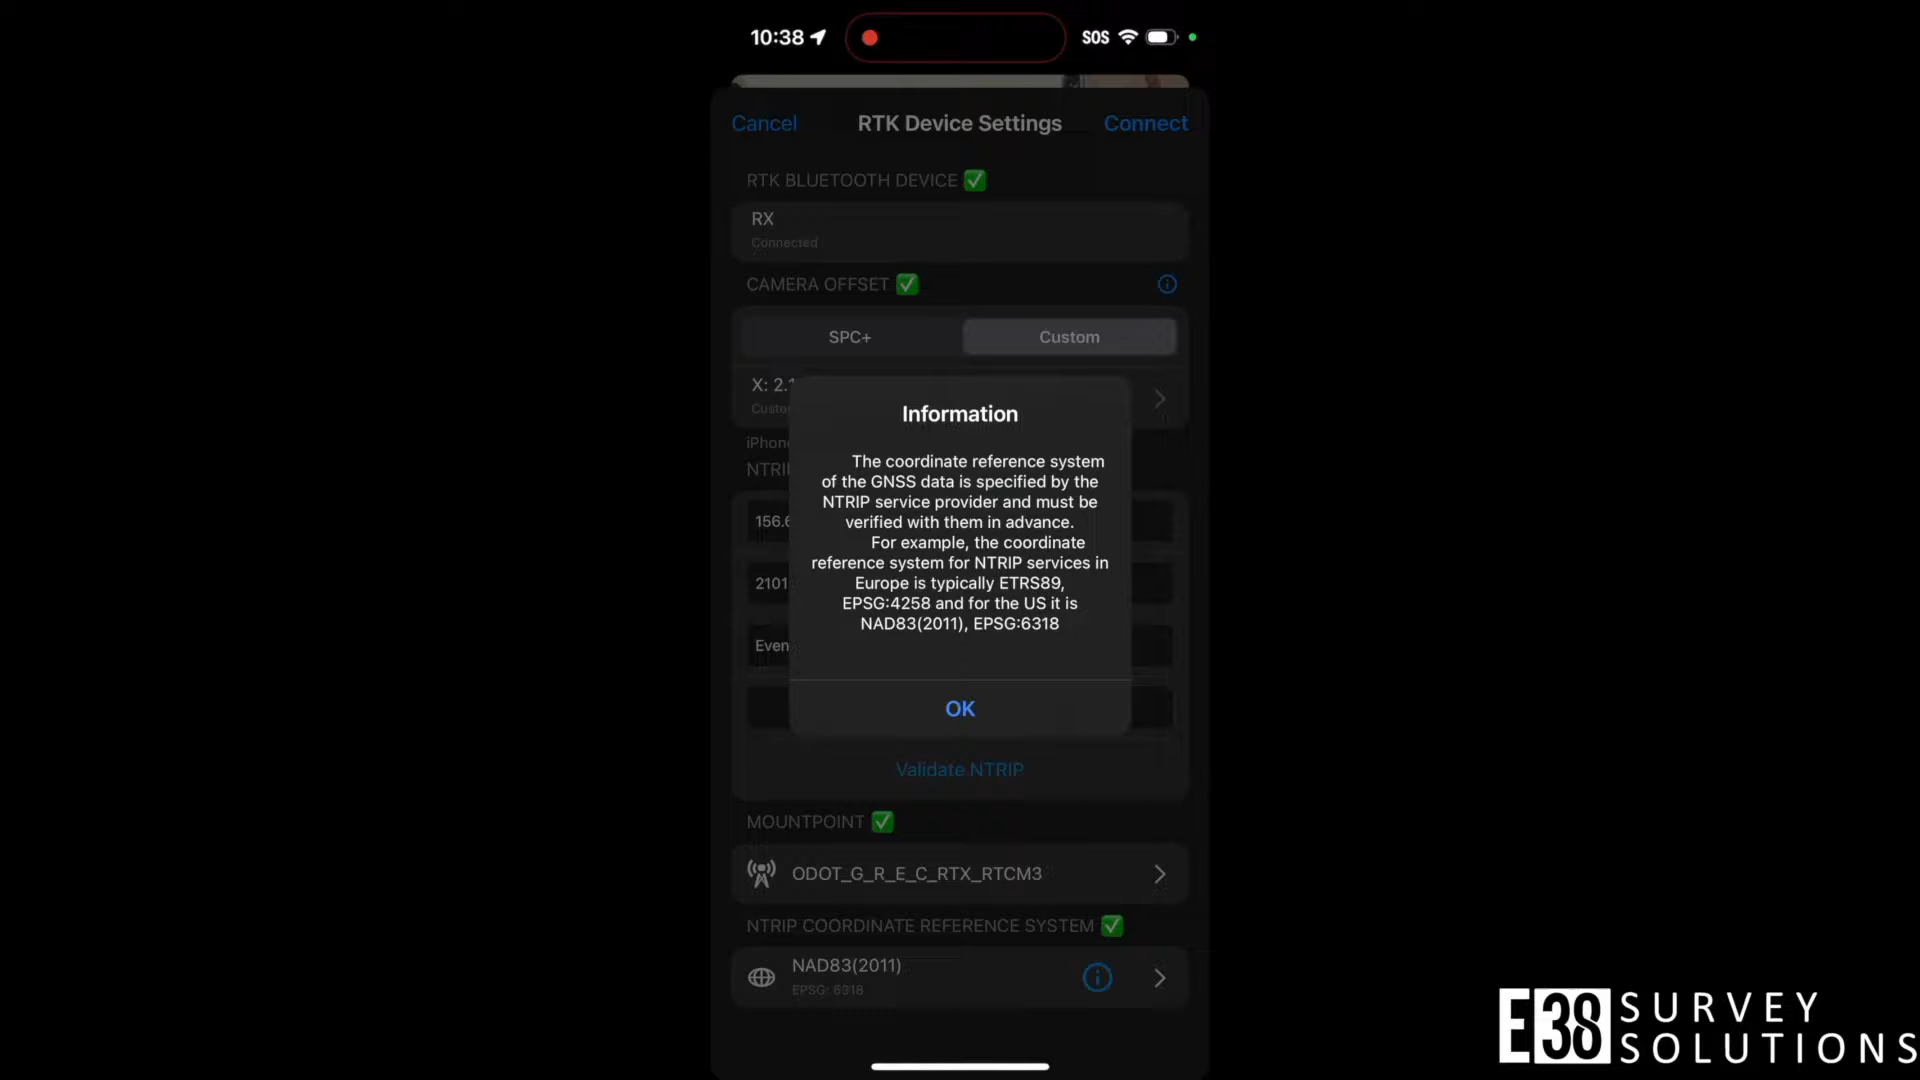 10:38
SOS
Cancel
RTK Device Settings
Connect
RTK BLUETOOTH DEVICE
RX
Connected
CAMERA OFFSET
SPC+
Custom
X: 2.1
Information
The coordinate reference system
of the GNSS data is specified by the
NTRIP service provider and must be
verified with them in advance.
For example, the coordinate
reference system for NTRIP services in
Europe is typically ETRS89,
EPSG:4258 and for the US it is
NAD83(2011), EPSG:6318
OK
2101
Even
Validate NTRIP
MOUNTPOINT
ODOT_G_R_E_C_RTX_RTCM3
NTRIP COORDINATE REFERENCE SYSTEM
NAD83(2011)
EPSG: 6318
E38 SURVEY
SOLUTIONS